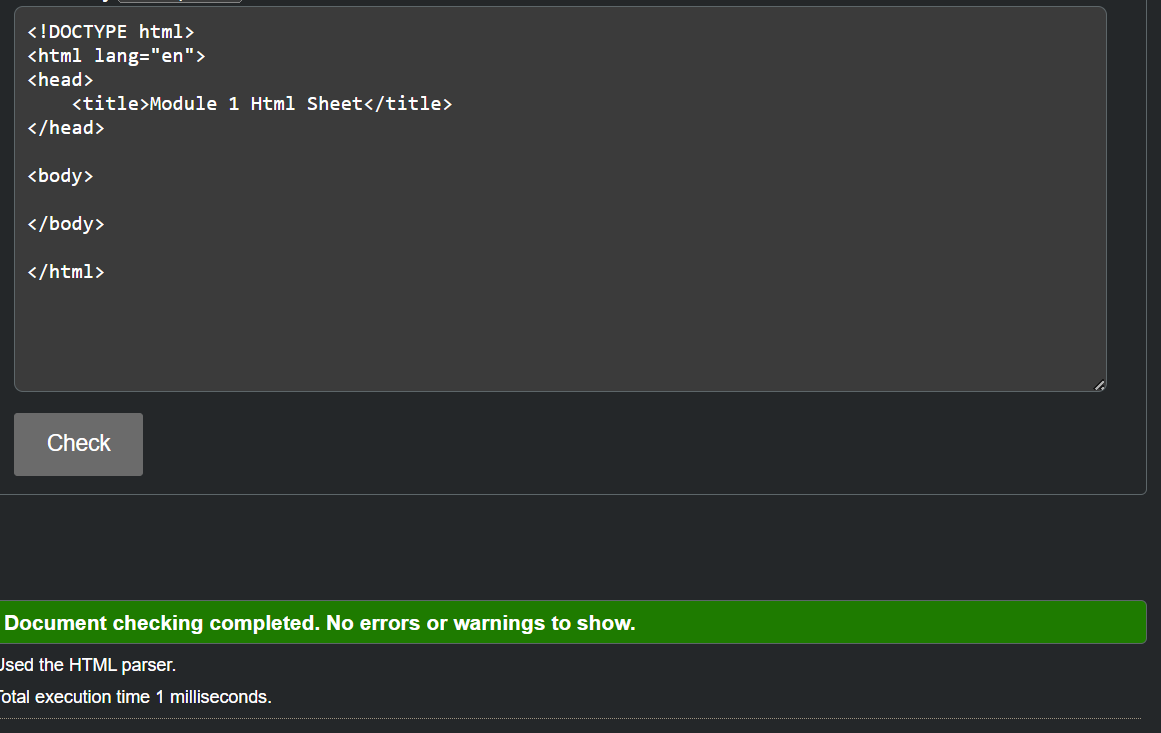 <!DOCTYPE html>
<html lang="en">
<head>
    <title>Module 1 Html Sheet</title>
</head>
<body>
</body>
</html>
Check
Document checking completed. No errors or warnings to show.
Used the HTML parser.
Total execution time 1 milliseconds.